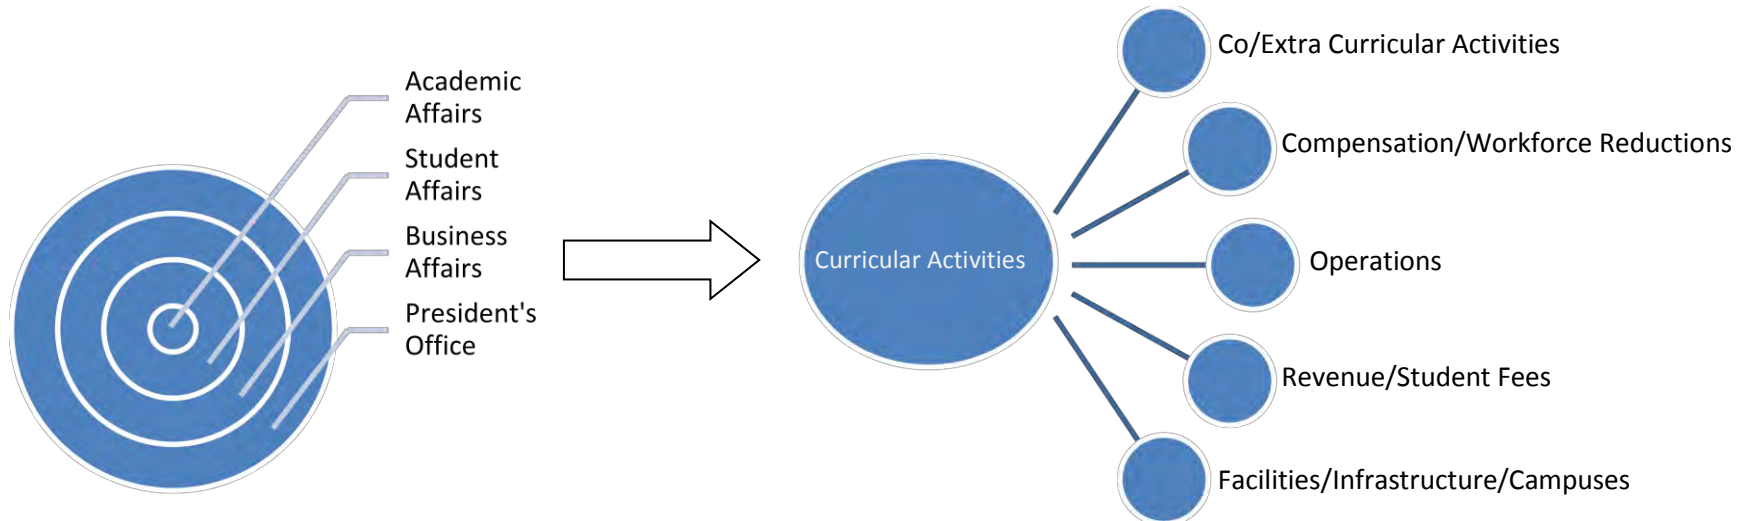 Academic
Affairs
Student
Affairs
Business
Affairs
President's
Office
Curricular Activities
Co/Extra Curricular Activities
Compensation/Workforce Reductions
Operations
Revenue/Student Fees
Facilities/Infrastructure/Campuses